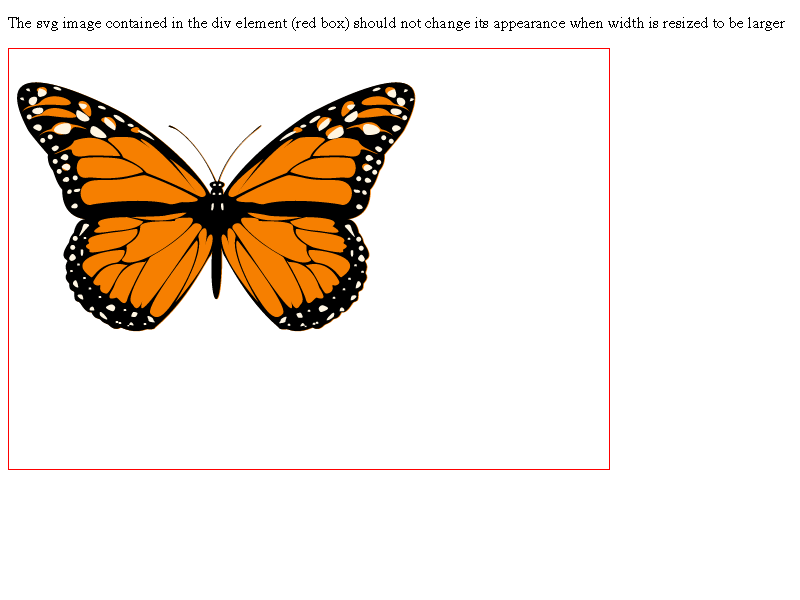 The svg image contained in the div element (red box) should not change its appearance when width is resized to be larger